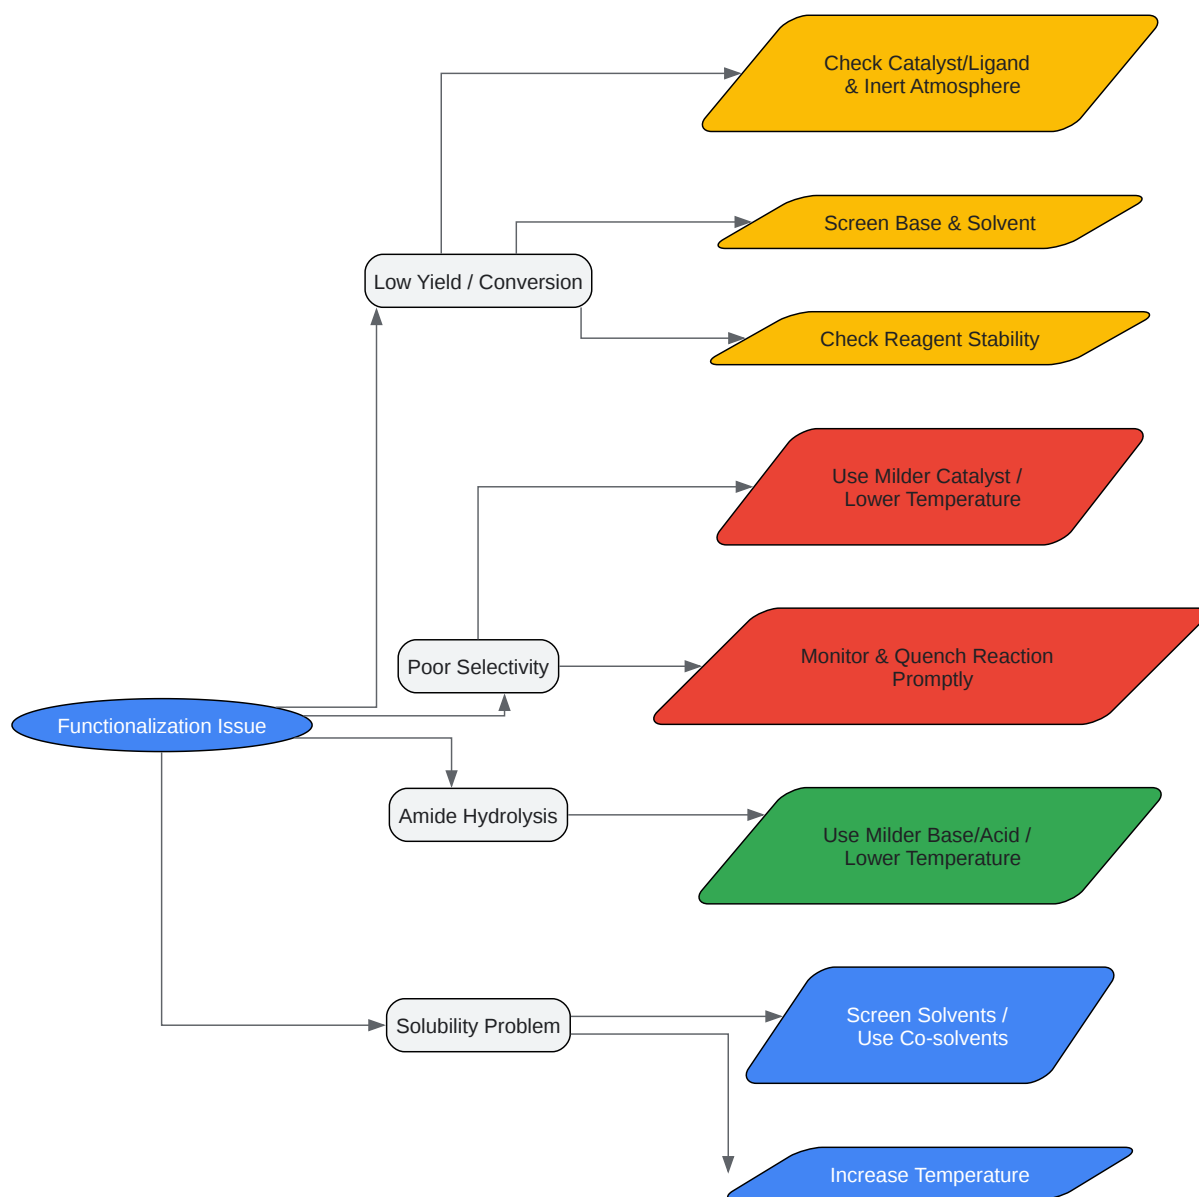 Check Catalyst/Ligand
& Inert Atmosphere
Screen Base & Solvent
Low Yield / Conversion
Check Reagent Stability
Use Milder Catalyst /
Lower Temperature
Poor Selectivity
Monitor & Quench Reaction
Promptly
Functionalization Issue
Amide Hydrolysis
Use Milder Base/Acid /
Lower Temperature
Solubility Problem
Screen Solvents /
Use Co-solvents
Increase Temperature